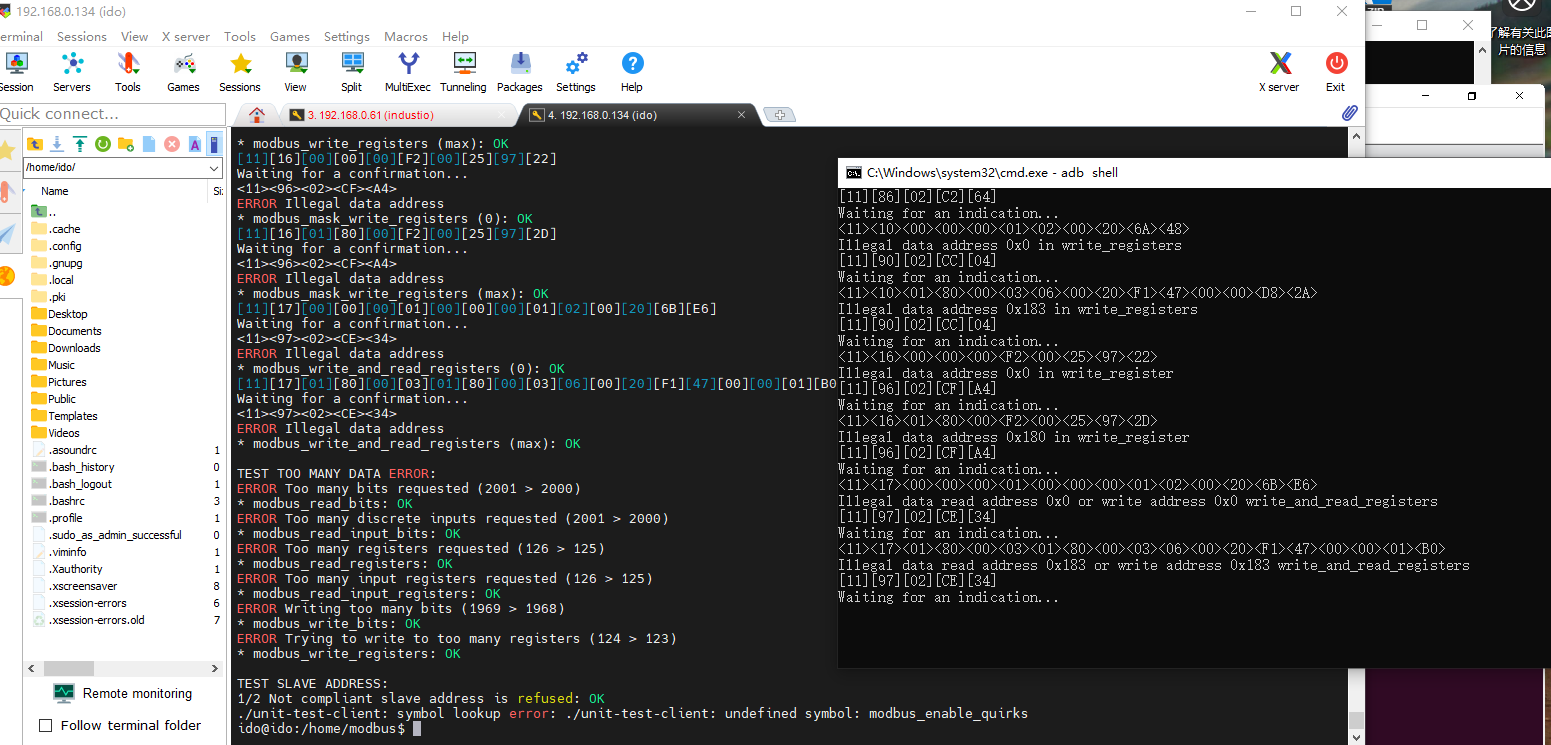 192.168.0.134 (ido)
erminal Sessions View X server Tools Games Settings Macros Help
Session Servers Tools Games Sessions View Split MultiExec Tunneling Packages Settings Help X server Exit
Quick connect...
3. 192.168.0.61 (industio)
4. 192.168.0.134 (ido)
/home/ido/
Name Si
..
.cache
.config
.gnupg
.local
.pki
Desktop
Documents
Downloads
Music
Pictures
Public
Templates
Videos
.asoundrc 1
.bash_history 0
.bash_logout 1
.bashrc 3
.profile 1
.sudo_as_admin_successful 0
.viminfo 1
.Xauthority 1
.xscreensaver 8
.xsession-errors 6
.xsession-errors.old 7
Remote monitoring
Follow terminal folder
* modbus_write_registers (max): OK
[11][16][00][00][00][F2][00][25][97][22]
Waiting for a confirmation...
<11><96><02><CF><A4>
ERROR Illegal data address
* modbus_mask_write_registers (0): OK
[11][16][01][80][00][F2][00][25][97][2D]
Waiting for a confirmation...
<11><96><02><CF><A4>
ERROR Illegal data address
* modbus_mask_write_registers (max): OK
[11][17][00][00][00][01][00][00][00][01][02][00][20][6B][E6]
Waiting for a confirmation...
<11><97><02><CE><34>
ERROR Illegal data address
* modbus_write_and_read_registers (0): OK
[11][17][01][80][00][03][01][80][00][03][06][00][20][F1][47][00][00][01][B0
Waiting for a confirmation...
<11><97><02><CE><34>
ERROR Illegal data address
* modbus_write_and_read_registers (max): OK
TEST TOO MANY DATA ERROR:
ERROR Too many bits requested (2001 > 2000)
* modbus_read_bits: OK
ERROR Too many discrete inputs requested (2001 > 2000)
* modbus_read_input_bits: OK
ERROR Too many registers requested (126 > 125)
* modbus_read_registers: OK
ERROR Too many input registers requested (126 > 125)
* modbus_read_input_registers: OK
ERROR Writing too many bits (1969 > 1968)
* modbus_write_bits: OK
ERROR Trying to write to too many registers (124 > 123)
* modbus_write_registers: OK
TEST SLAVE ADDRESS:
1/2 Not compliant slave address is refused: OK
./unit-test-client: symbol lookup error: ./unit-test-client: undefined symbol: modbus_enable_quirks
ido@ido:/home/modbus$
C:\Windows\system32\cmd.exe - adb shell
[11][86][02][C2][64]
Waiting for an indication...
<11><10><00><00><00><01><02><00><20><6A><48>
Illegal data address 0x0 in write_registers
[11][90][02][CC][04]
Waiting for an indication...
<11><10><01><80><00><03><06><00><20><F1><47><00><00><D8><2A>
Illegal data address 0x183 in write_registers
[11][90][02][CC][04]
Waiting for an indication...
<11><16><00><00><00><F2><00><25><97><22>
Illegal data address 0x0 in write_register
[11][96][02][CF][A4]
Waiting for an indication...
<11><16><01><80><00><F2><00><25><97><2D>
Illegal data address 0x180 in write_register
[11][96][02][CF][A4]
Waiting for an indication...
<11><17><00><00><00><01><00><00><00><01><02><00><20><6B><E6>
Illegal data read address 0x0 or write address 0x0 write_and_read_registers
[11][97][02][CE][34]
Waiting for an indication...
<11><17><01><80><00><03><01><80><00><03><06><00><20><F1><47><00><00><01><B0>
Illegal data read address 0x183 or write address 0x183 write_and_read_registers
[11][97][02][CE][34]
Waiting for an indication...
了解有关此
片的信息